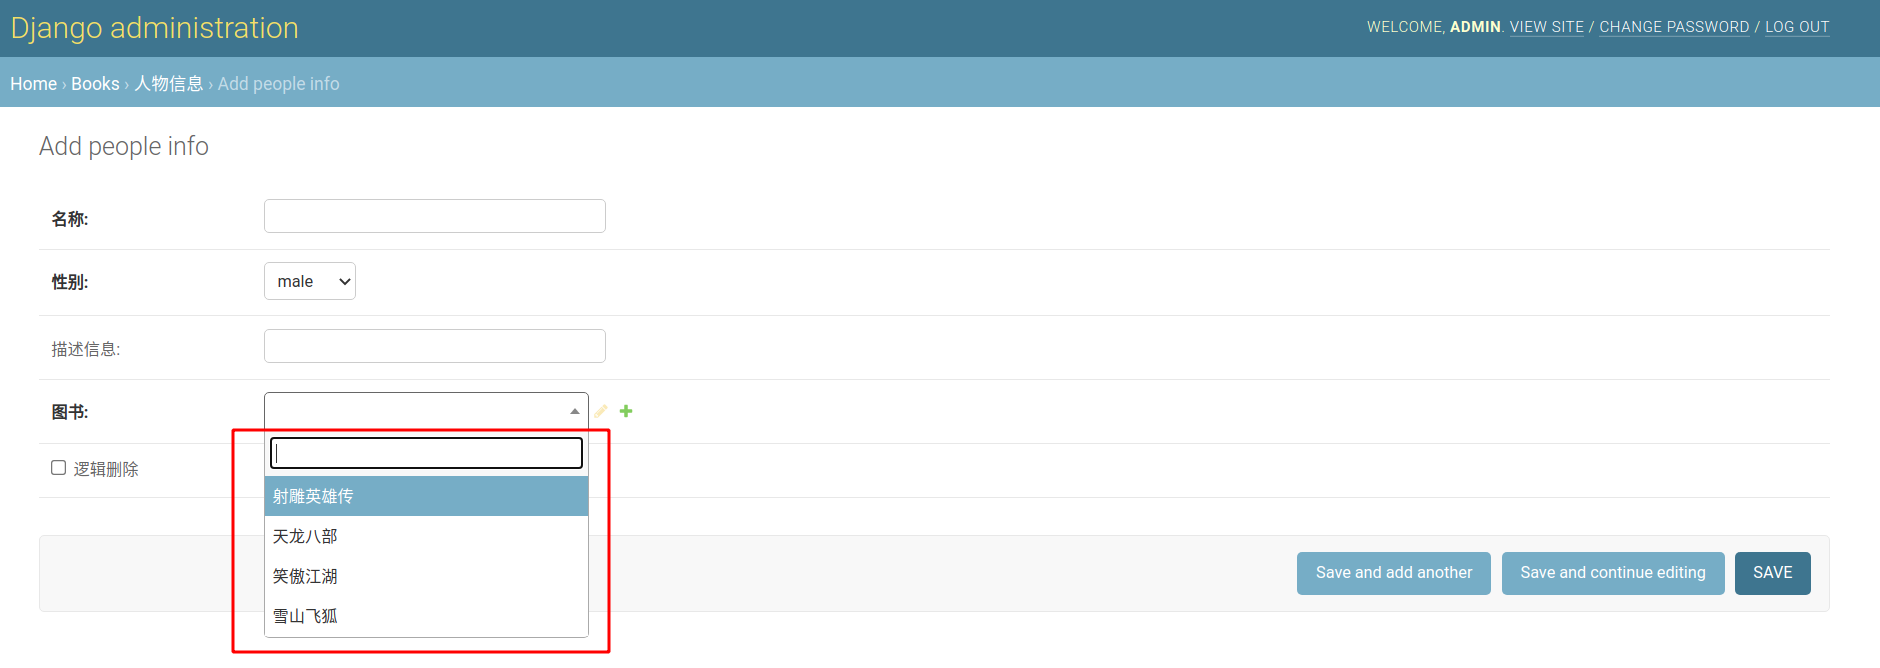 Django administration
WELCOME, ADMIN. VIEW SITE / CHANGE PASSWORD / LOG OUT
Home › Books › 人物信息 › Add people info
Add people info
名称:
性别:
male
描述信息:
图书:
逻辑删除
射雕英雄传
天龙八部
笑傲江湖
雪山飞狐
Save and add another
Save and continue editing
SAVE